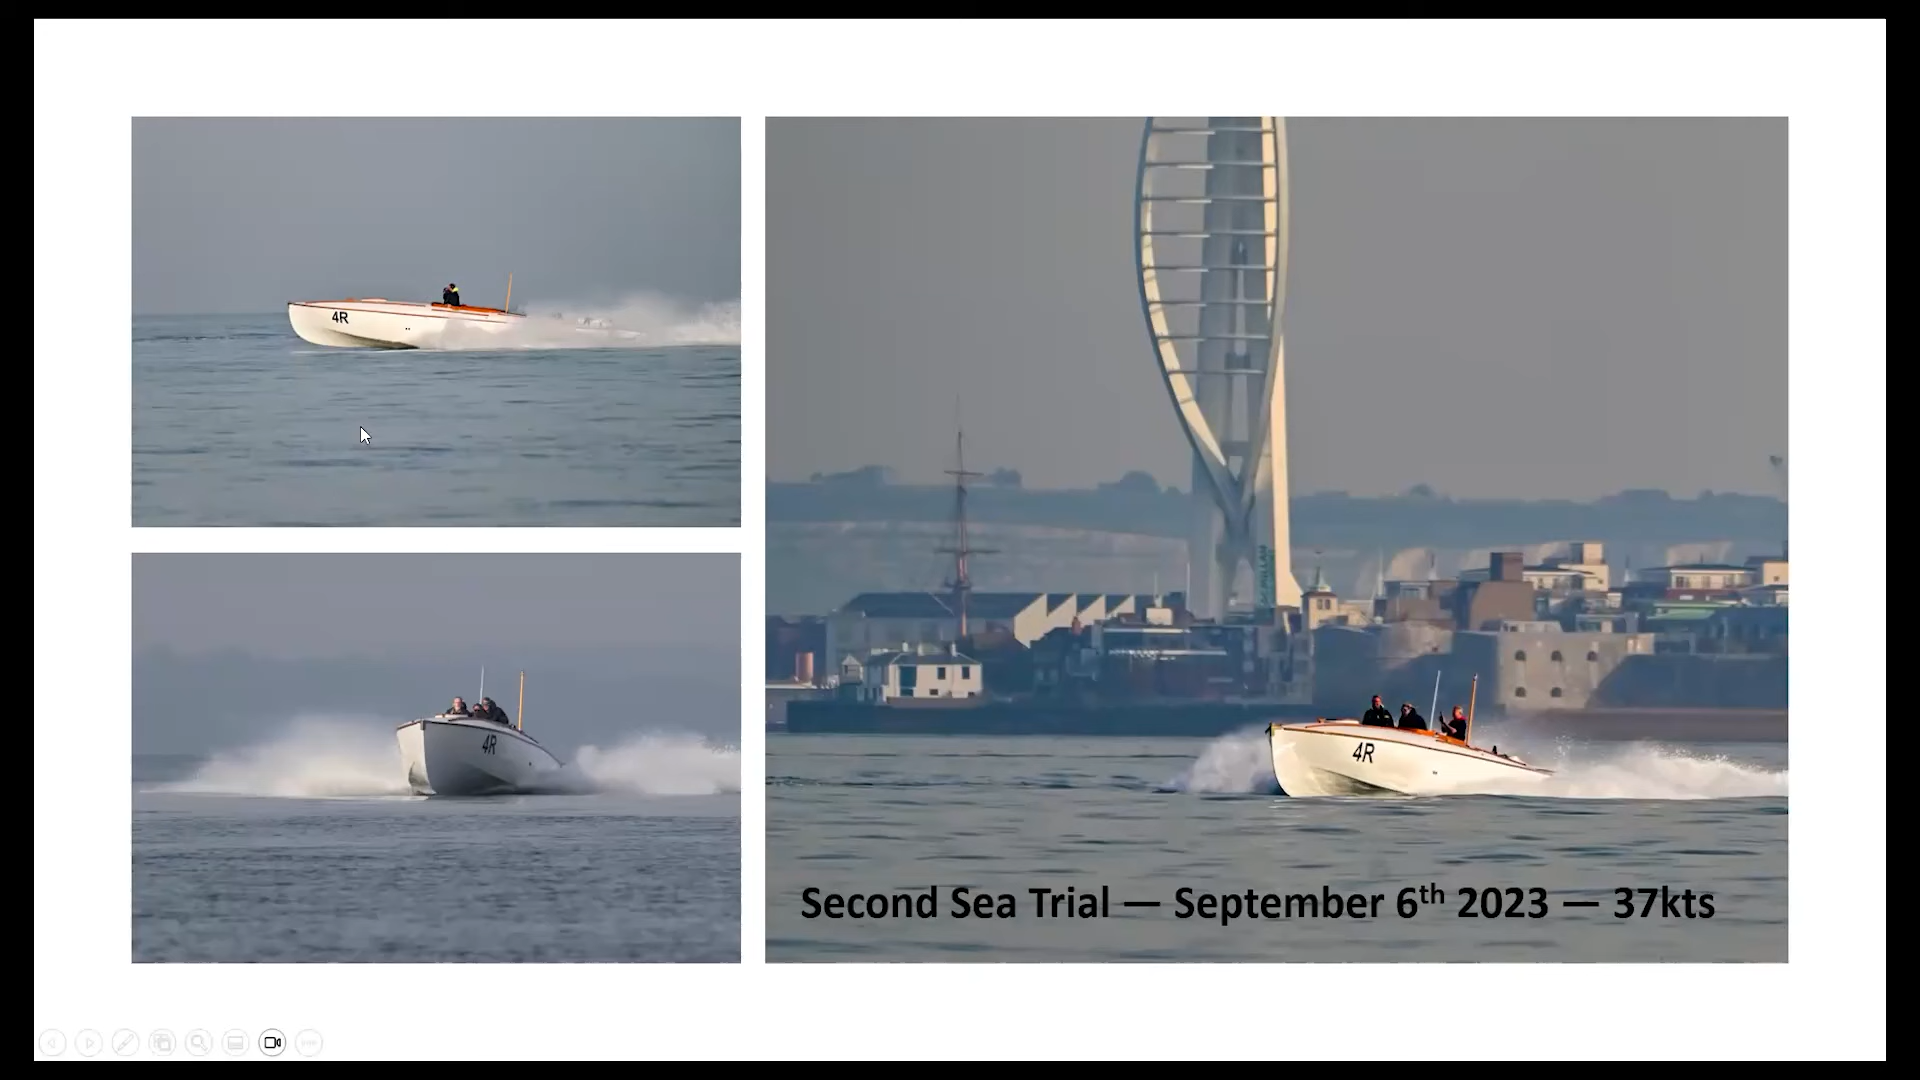 4R
4R
4R
Second Sea Trial — September 6th 2023 — 37kts